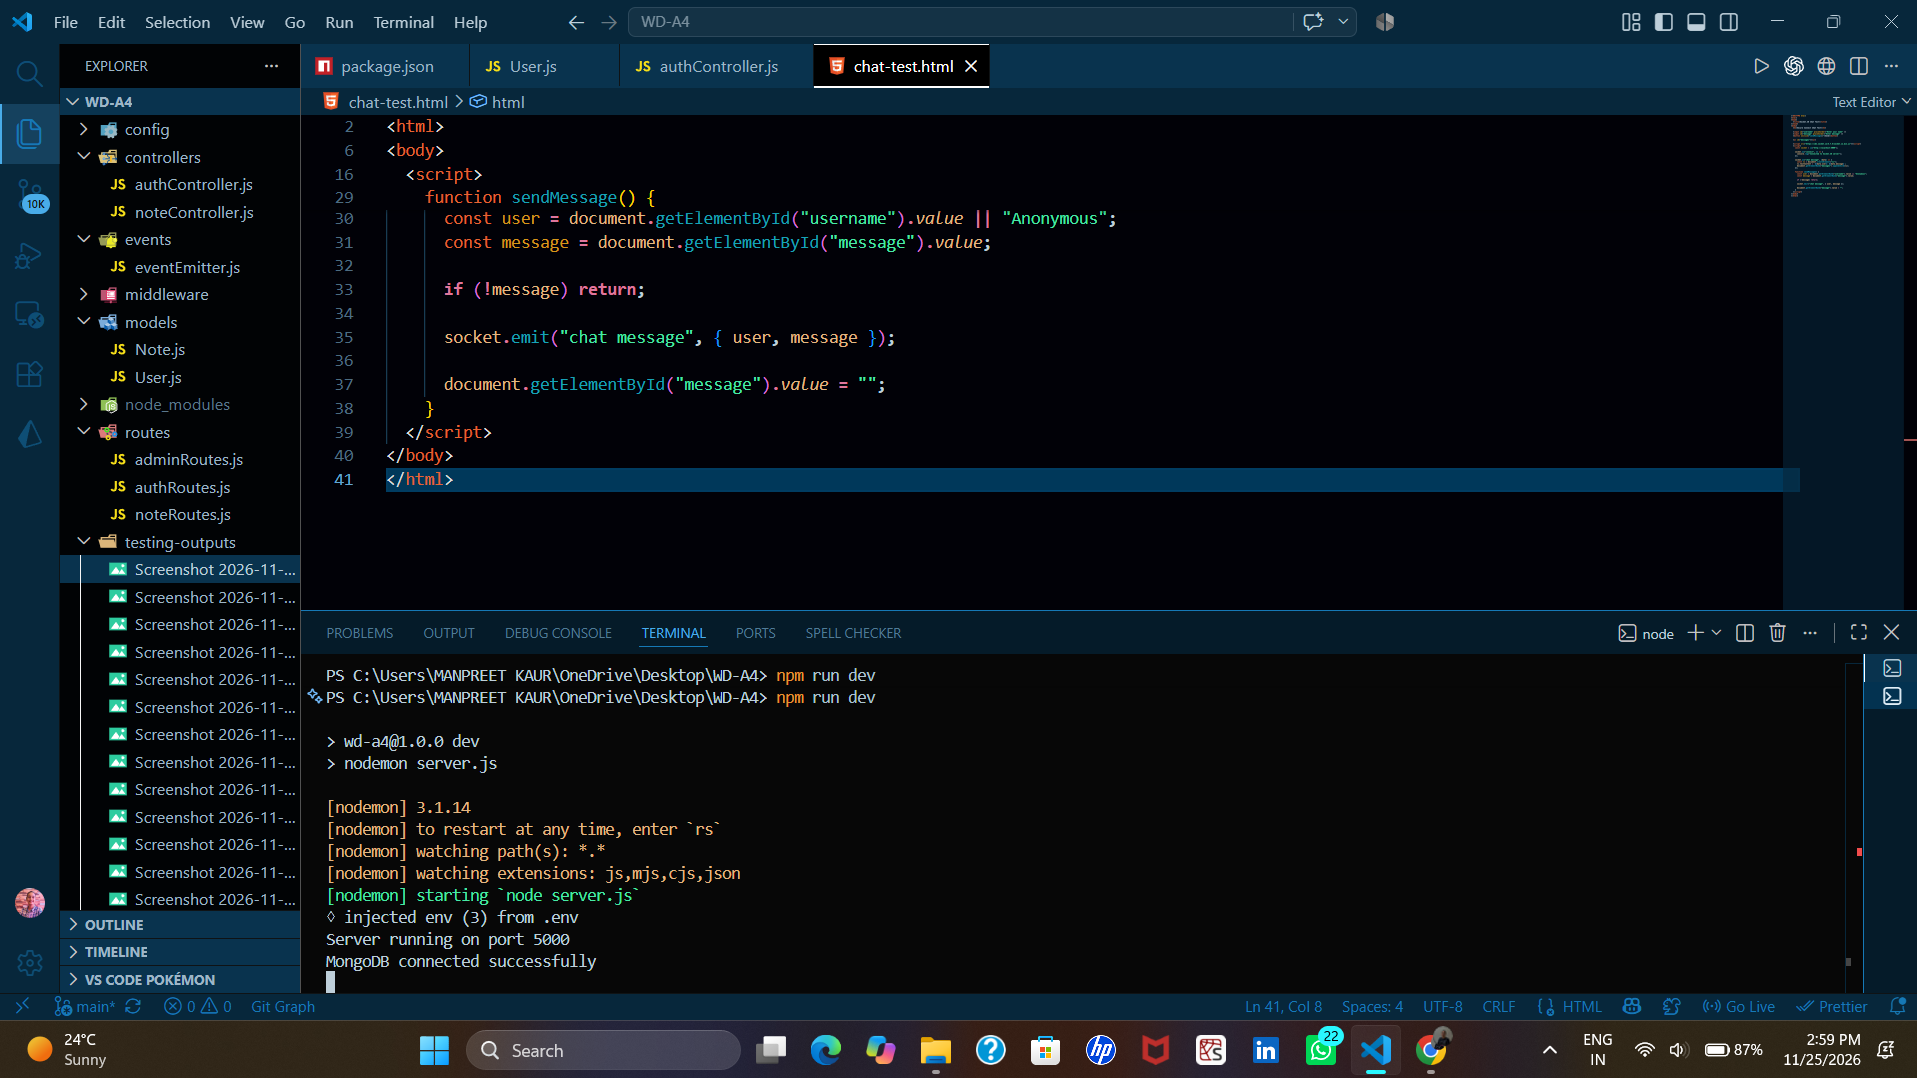 File Edit Selection View Go Run Terminal Help
WD-A4
EXPLORER
WD-A4
config
controllers
JS authController.js
JS noteController.js
events
JS eventEmitter.js
middleware
models
JS Note.js
JS User.js
node_modules
routes
JS adminRoutes.js
JS authRoutes.js
JS noteRoutes.js
testing-outputs
Screenshot 2026-11-...
Screenshot 2026-11-...
Screenshot 2026-11-...
Screenshot 2026-11-...
Screenshot 2026-11-...
Screenshot 2026-11-...
Screenshot 2026-11-...
Screenshot 2026-11-...
Screenshot 2026-11-...
Screenshot 2026-11-...
Screenshot 2026-11-...
Screenshot 2026-11-...
Screenshot 2026-11-...
OUTLINE
TIMELINE
VS CODE POKÉMON
10K
package.json JS User.js JS authController.js chat-test.html
chat-test.html > html
Text Editor
2 <html>
6 <body>
16 <script>
29 function sendMessage() {
30 const user = document.getElementById("username").value || "Anonymous";
31 const message = document.getElementById("message").value;
32
33 if (!message) return;
34
35 socket.emit("chat message", { user, message });
36
37 document.getElementById("message").value = "";
38 }
39 </script>
40 </body>
41 </html>
PROBLEMS OUTPUT DEBUG CONSOLE TERMINAL PORTS SPELL CHECKER
node
PS C:\Users\MANPREET KAUR\OneDrive\Desktop\WD-A4> npm run dev
PS C:\Users\MANPREET KAUR\OneDrive\Desktop\WD-A4> npm run dev
> wd-a4@1.0.0 dev
> nodemon server.js
[nodemon] 3.1.14
[nodemon] to restart at any time, enter `rs`
[nodemon] watching path(s): *.*
[nodemon] watching extensions: js,mjs,cjs,json
[nodemon] starting `node server.js`
◊ injected env (3) from .env
Server running on port 5000
MongoDB connected successfully
main* 0 0 Git Graph
Ln 41, Col 8 Spaces: 4 UTF-8 CRLF HTML Go Live Prettier
24°C
Sunny
Search
22
ENG
IN
87%
2:59 PM
11/25/2026